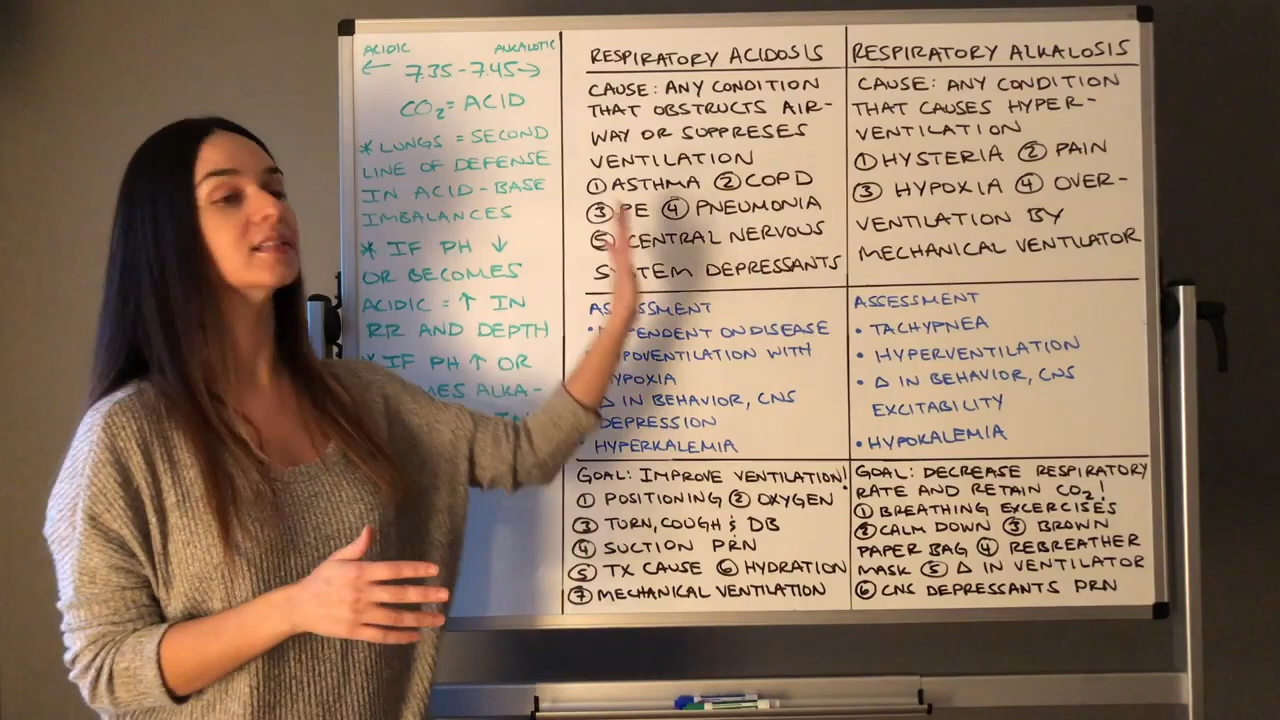 ACIDIC ALKALOTIC
← 7.35-7.45→
CO₂= ACID
* LUNGS = SECOND
LINE OF DEFENSE
IN ACID-BASE
IMBALANCES
* IF PH ↓
OR BECOMES
ACIDIC = ↑ IN
RR AND DEPTH
* IF PH ↑ OR
ALKA-
RESPIRATORY ACIDOSIS
CAUSE: ANY CONDITION
THAT OBSTRUCTS AIR-
WAY OR SUPPRESES
VENTILATION
① ASTHMA ② COPD
③ PE ④ PNEUMONIA
⑤ CENTRAL NERVOUS
SYSTEM DEPRESSANTS
ASSESSMENT
• DEPENDENT ON DISEASE
HYPOVENTILATION WITH
HYPOXIA
Δ IN BEHAVIOR, CNS
DEPRESSION
HYPERKALEMIA
GOAL: IMPROVE VENTILATION!
① POSITIONING ② OXYGEN
③ TURN, COUGH & DB
④ SUCTION PRN
⑤ TX CAUSE ⑥ HYDRATION
⑦ MECHANICAL VENTILATION
RESPIRATORY ALKALOSIS
CAUSE: ANY CONDITION
THAT CAUSES HYPER-
VENTILATION
① HYSTERIA ② PAIN
③ HYPOXIA ④ OVER-
VENTILATION BY
MECHANICAL VENTILATOR
ASSESSMENT
• TACHYPNEA
• HYPERVENTILATION
• Δ IN BEHAVIOR, CNS
EXCITABILITY
• HYPOKALEMIA
GOAL: DECREASE RESPIRATORY
RATE AND RETAIN CO₂!
① BREATHING EXCERCISES
② CALM DOWN ③ BROWN
PAPER BAG ④ REBREATHER
MASK ⑤ Δ IN VENTILATOR
⑥ CNS DEPRESSANTS PRN